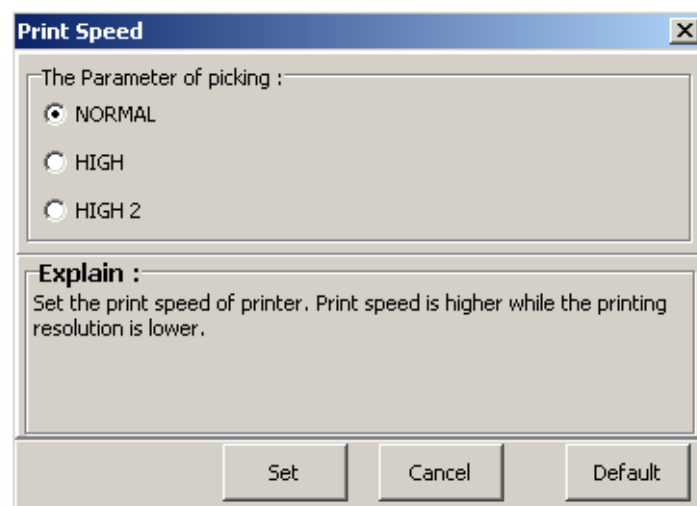 Print Speed
The Parameter of picking :
NORMAL
HIGH
HIGH 2
Explain :
Set the print speed of printer. Print speed is higher while the printing
resolution is lower.
Set Cancel Default